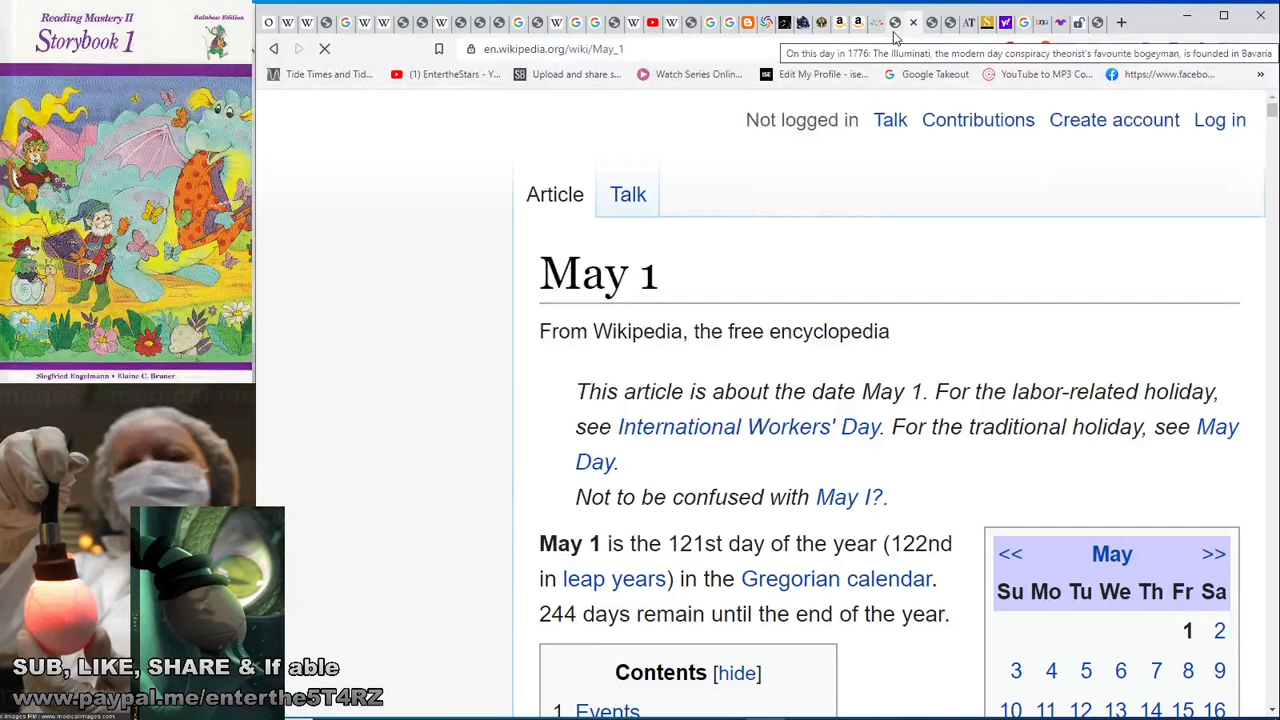 Reading Mastery II
Rainbow Edition
Storybook 1
Siegfried Engelmann • Elaine C. Bruner
SUB, LIKE, SHARE & If able
www.paypal.me/enterthe5T4RZ
en.wikipedia.org/wiki/May_1
On this day in 1776: The Illuminati, the modern day conspiracy theorist's favourite bogeyman, is founded in Bavaria
Tide Times and Tid...
(1) EntertheStars - Y...
Upload and share s...
Watch Series Onlin...
Edit My Profile - ise...
Google Takeout
YouTube to MP3 Co...
https://www.facebo...
»
Not logged in Talk Contributions Create account Log in
Article Talk
May 1
From Wikipedia, the free encyclopedia
This article is about the date May 1. For the labor-related holiday,
see International Workers' Day. For the traditional holiday, see May
Day.
Not to be confused with May I?.
May 1 is the 121st day of the year (122nd
in leap years) in the Gregorian calendar.
244 days remain until the end of the year.
Contents [hide]
1 Events
<< May >>
Su Mo Tu We Th Fr Sa
1 2
3 4 5 6 7 8 9
10 11 12 13 14 15 16